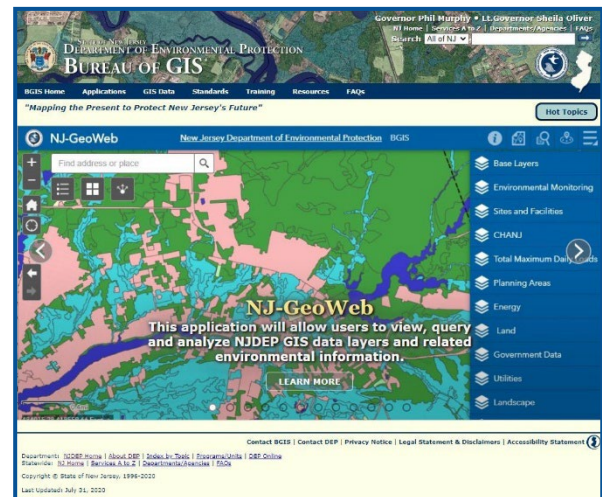 Governor Phil Murphy • Lt.Governor Sheila Oliver
NJ Home | Services A to Z | Departments/Agencies | FAQs
Search All of NJ
STATE OF NEW JERSEY
DEPARTMENT OF ENVIRONMENTAL PROTECTION
BUREAU OF GIS
BGIS Home Applications GIS Data Standards Training Resources FAQs
"Mapping the Present to Protect New Jersey's Future"
Hot Topics
NJ-GeoWeb New Jersey Department of Environmental Protection BGIS
Find address or place
Base Layers
Environmental Monitoring
Sites and Facilities
CHANJ
Total Maximum Daily Loads
Planning Areas
Energy
Land
Government Data
Utilities
Landscape
NJ-GeoWeb
This application will allow users to view, query
and analyze NJDEP GIS data layers and related
environmental information.
LEARN MORE
Contact BGIS | Contact DEP | Privacy Notice | Legal Statement & Disclaimers | Accessibility Statement
Department: NJDEP Home | About DEP | Index by Topic | Programs/Units | DEP Online
Statewide: NJ Home | Services A to Z | Departments/Agencies | FAQs
Copyright © State of New Jersey, 1996-2020
Last Updated: July 31, 2020